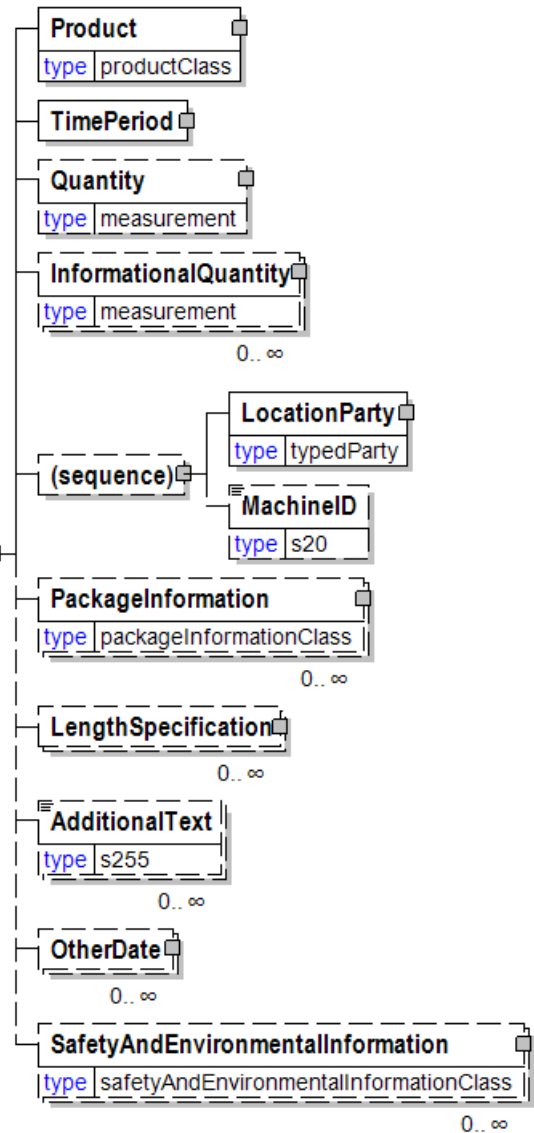 Product
type productClass
TimePeriod
Quantity
type measurement
InformationalQuantity
type measurement
0.. ∞
(sequence)
LocationParty
type typedParty
MachineID
type s20
PackageInformation
type packageInformationClass
0.. ∞
LengthSpecification
0.. ∞
AdditionalText
type s255
0.. ∞
OtherDate
0.. ∞
SafetyAndEnvironmentalInformation
type safetyAndEnvironmentalInformationClass
0.. ∞